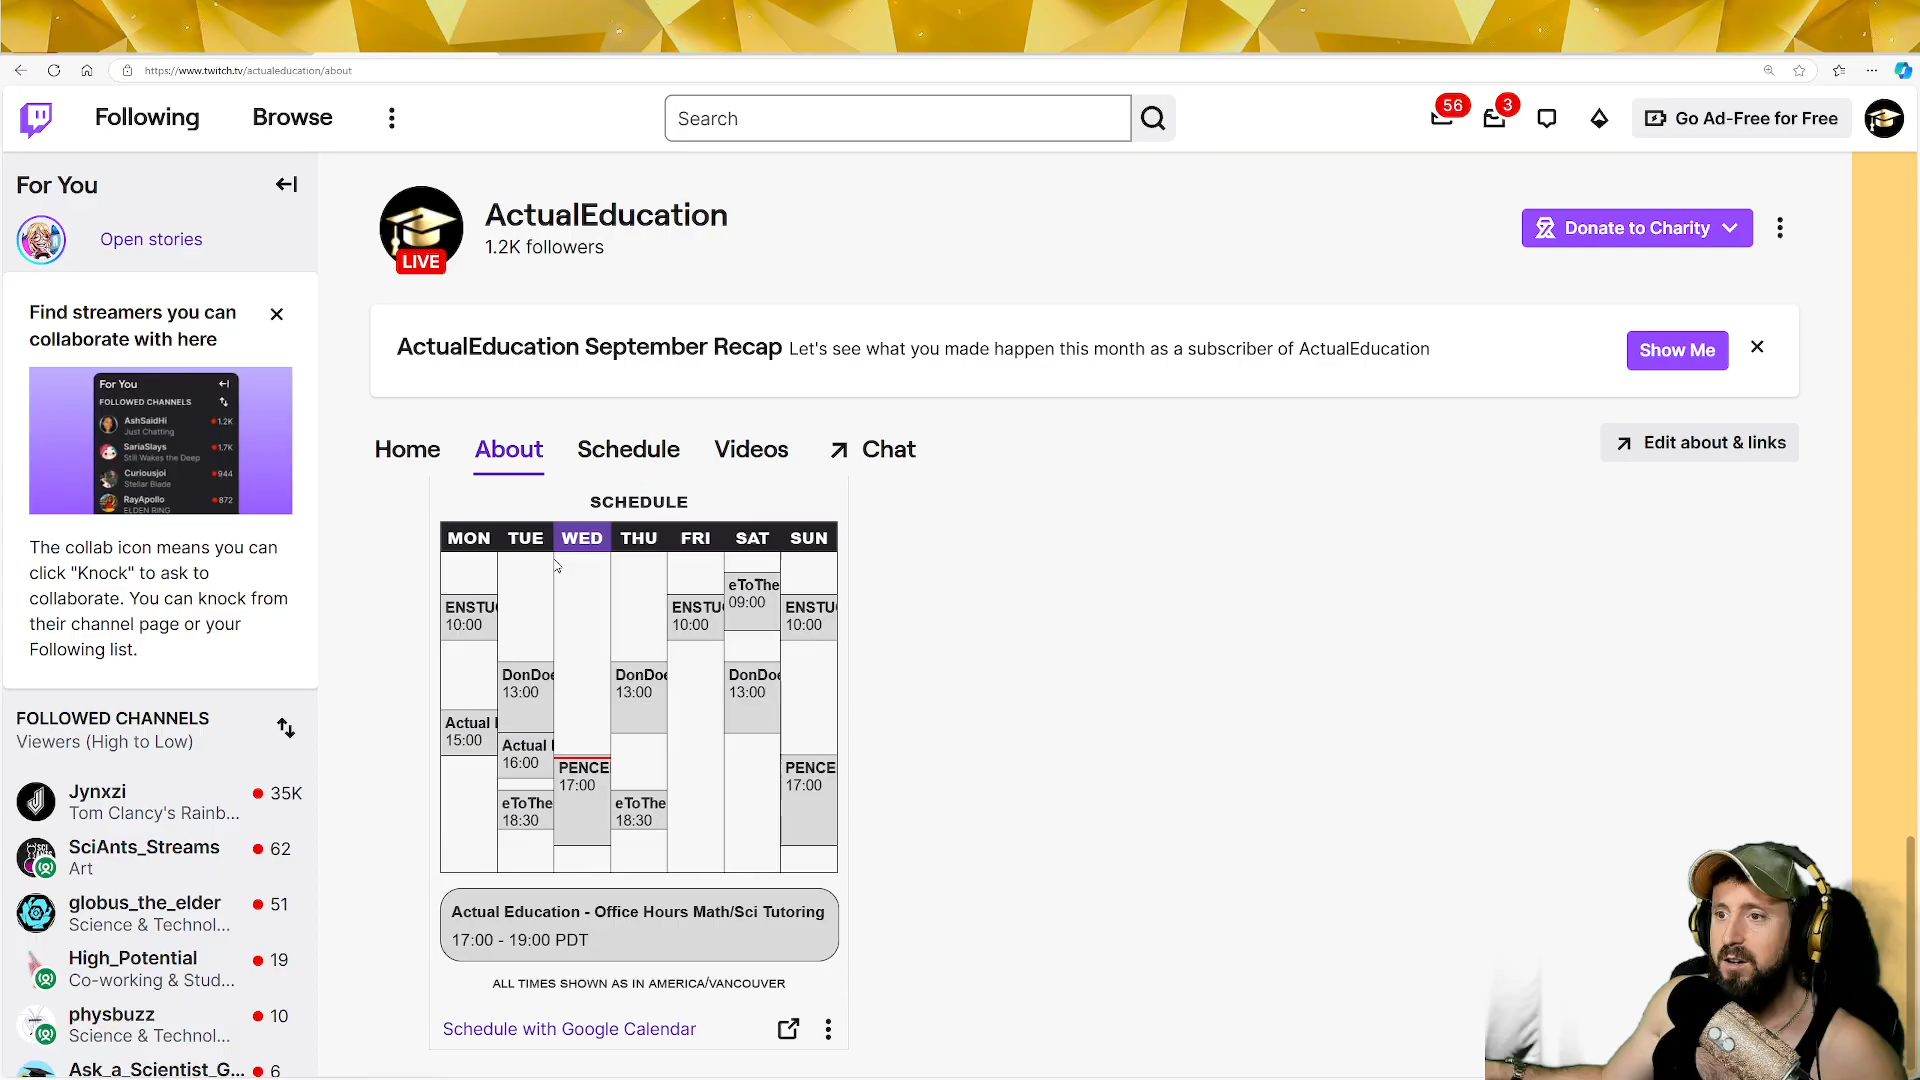 https://www.twitch.tv/actualeducation/about
Following
Browse
Search
56
3
Go Ad-Free for Free
For You
Open stories
Find streamers you can
collaborate with here
For You
FOLLOWED CHANNELS
AshSaidHi
1.2K
Just Chatting
SariaSlays
1.7K
Still Wakes the Deep
Curiousjoi
944
Stellar Blade
RayApollo
872
ELDEN RING
The collab icon means you can
click "Knock" to ask to
collaborate. You can knock from
their channel page or your
Following list.
FOLLOWED CHANNELS
Viewers (High to Low)
Jynxzi
35K
Tom Clancy's Rainb...
SciAnts_Streams
62
Art
globus_the_elder
51
Science & Technol...
High_Potential
19
Co-working & Stud...
physbuzz
10
Science & Technol...
Ask_a_Scientist_G...
6
ActualEducation
1.2K followers
LIVE
Donate to Charity
ActualEducation September Recap Let's see what you made happen this month as a subscriber of ActualEducation
Show Me
Home
About
Schedule
Videos
Chat
Edit about & links
SCHEDULE
MON TUE WED THU FRI SAT SUN
eToThe
09:00
ENSTU
10:00
ENSTU
10:00
ENSTU
10:00
DonDoe
13:00
DonDoe
13:00
DonDoe
13:00
Actual
15:00
Actual
16:00
PENCE
17:00
PENCE
17:00
eToThe
18:30
eToThe
18:30
Actual Education - Office Hours Math/Sci Tutoring
17:00 - 19:00 PDT
ALL TIMES SHOWN AS IN AMERICA/VANCOUVER
Schedule with Google Calendar